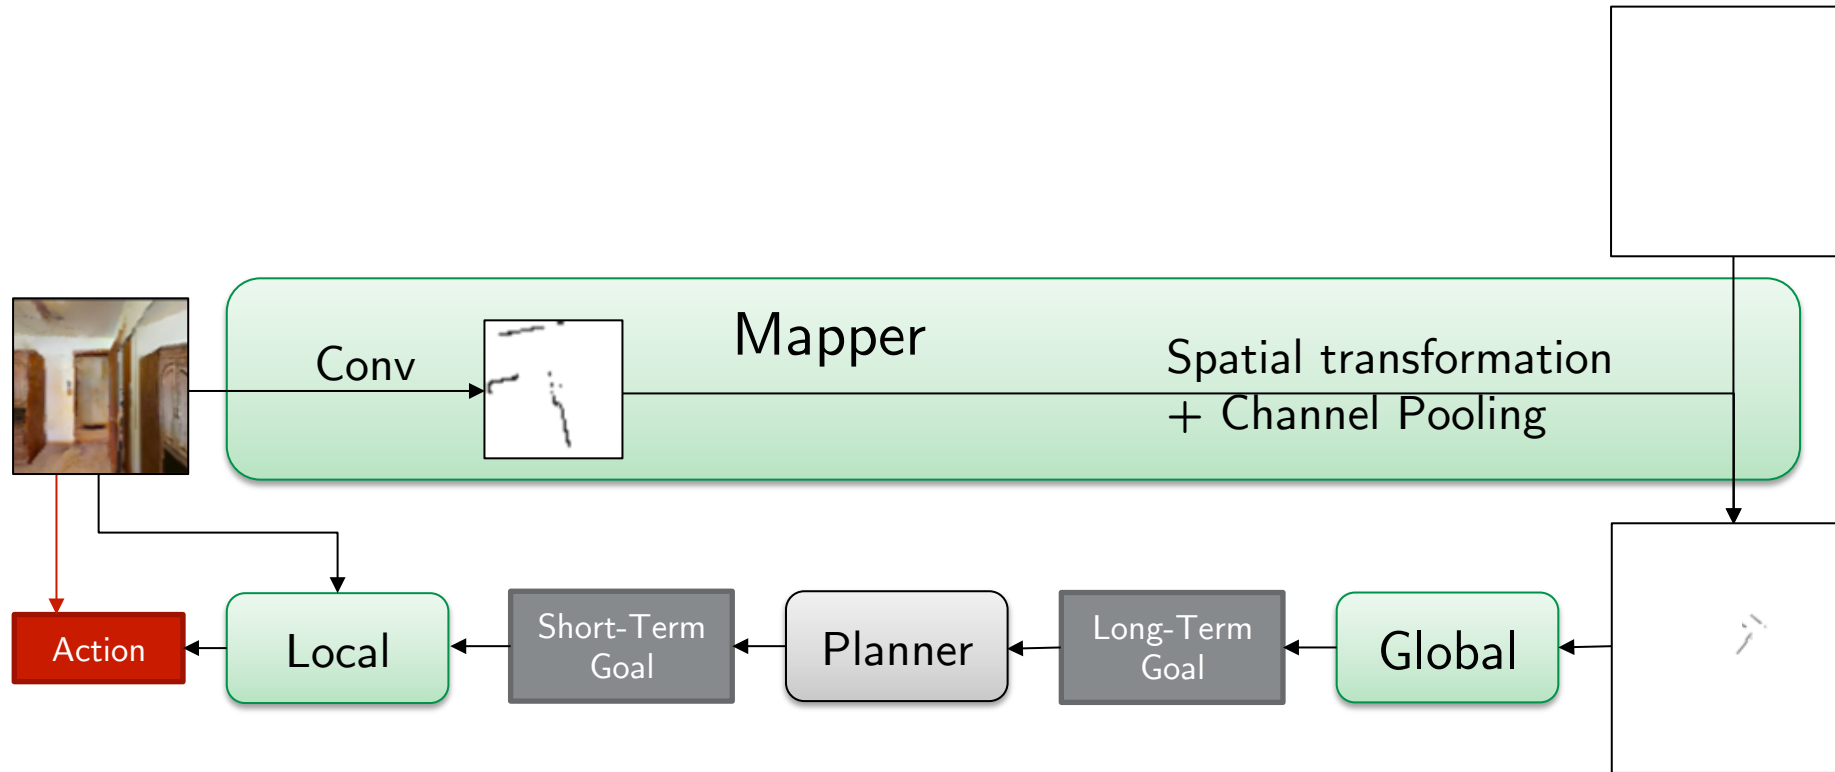 Mapper
Conv
Spatial transformation
+ Channel Pooling
Action
Local
Short-Term
Goal
Planner
Long-Term
Goal
Global